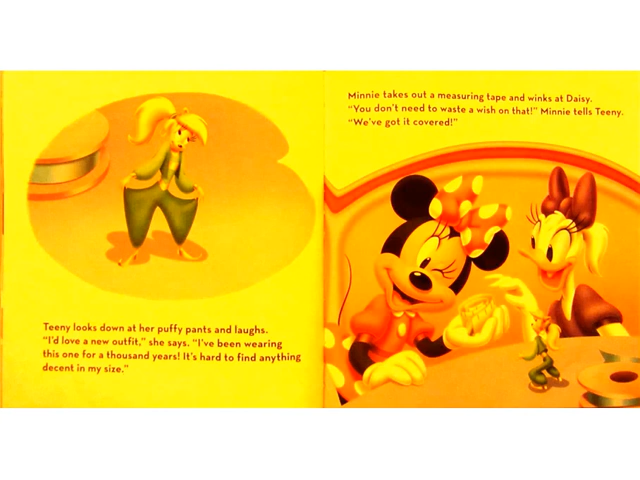 Teeny looks down at her puffy pants and laughs.
"I'd love a new outfit," she says. "I've been wearing
this one for a thousand years! It's hard to find anything
decent in my size."
Minnie takes out a measuring tape and winks at Daisy.
"You don't need to waste a wish on that!" Minnie tells Teeny.
"We've got it covered!"